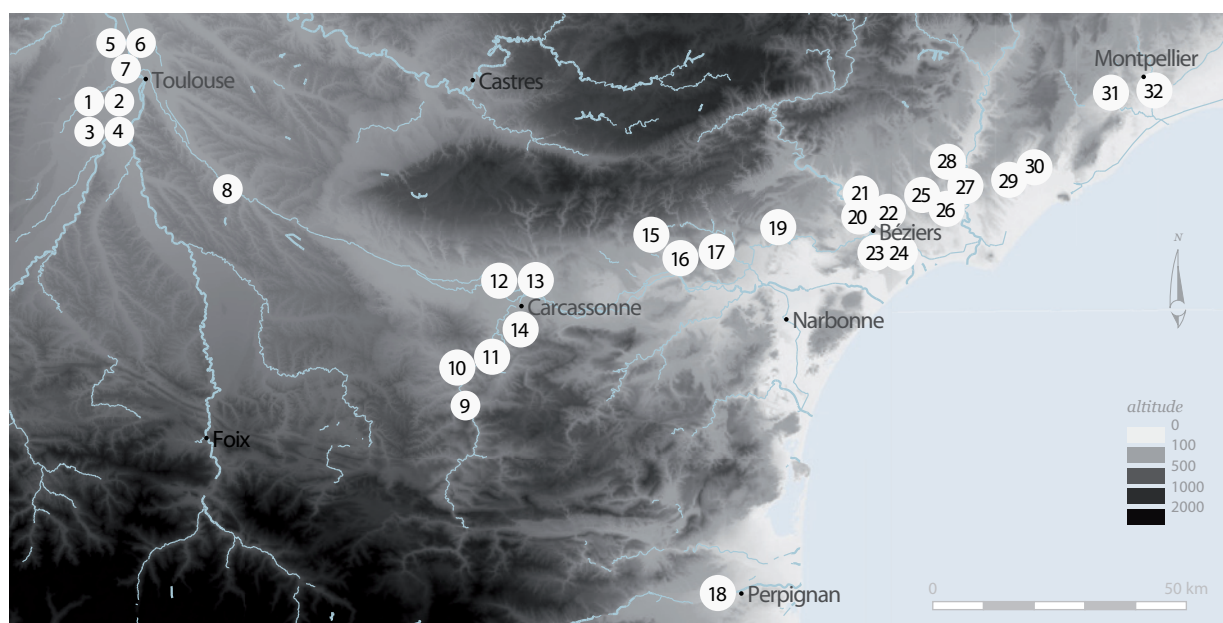 5 6
Montpellier
7
Toulouse
Castres
31 32
1 2
3 4
28
30
8
21 25 27 29
20 22 26
15 19
Béziers
16 17
23 24
N
12 13
Carcassonne
Narbonne
14
11
10
9
altitude
0
100
500
1000
2000
Foix
0 50 km
18 Perpignan